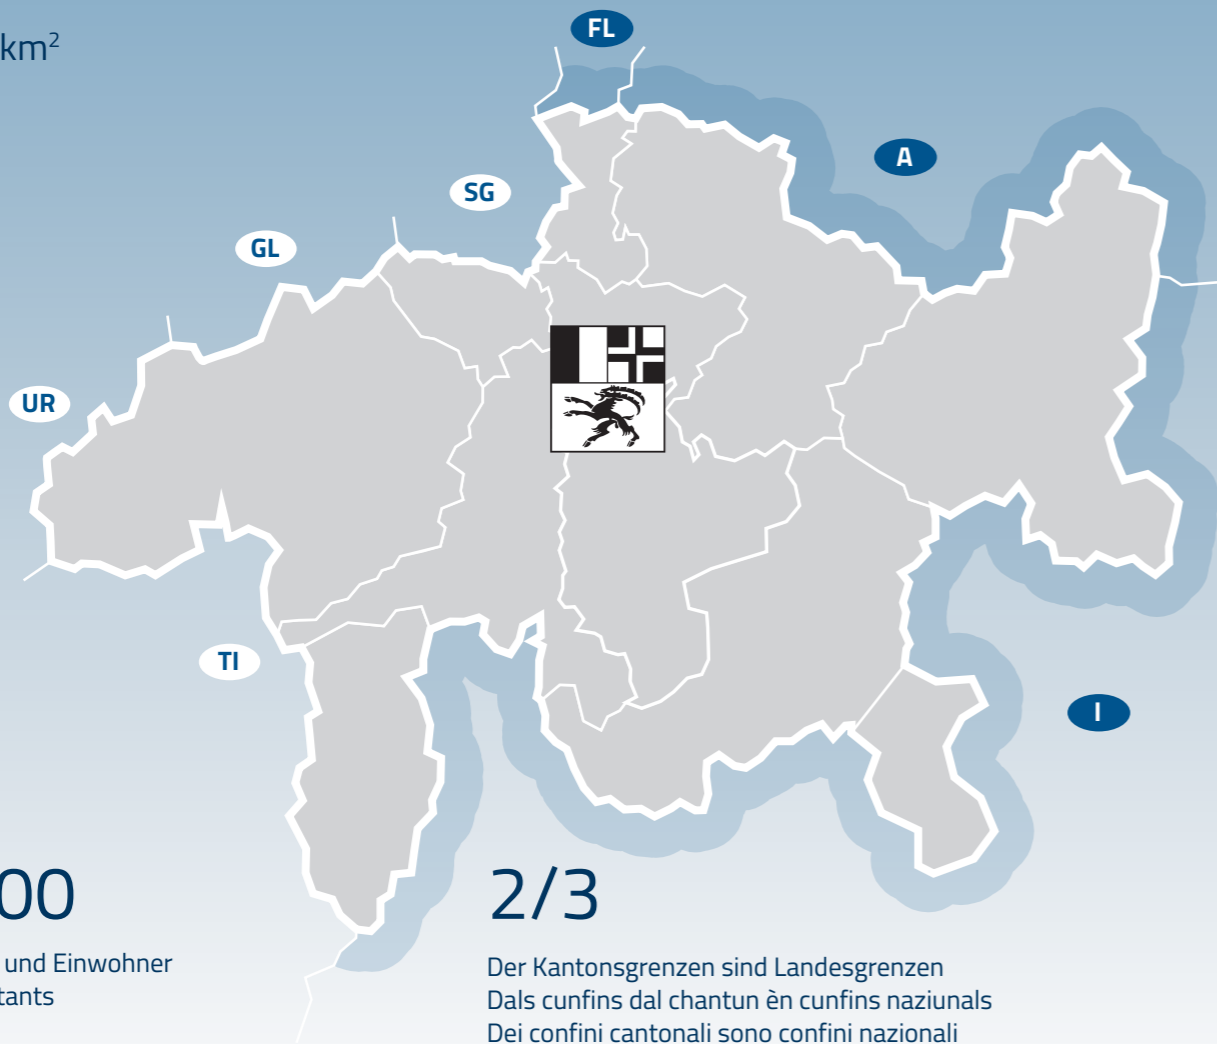 km²
FL
A
SG
GL
UR
TI
I
00
und Einwohner
tants
2/3
Der Kantonsgrenzen sind Landesgrenzen
Dals cunfins dal chantun èn cunfins naziunals
Dei confini cantonali sono confini nazionali